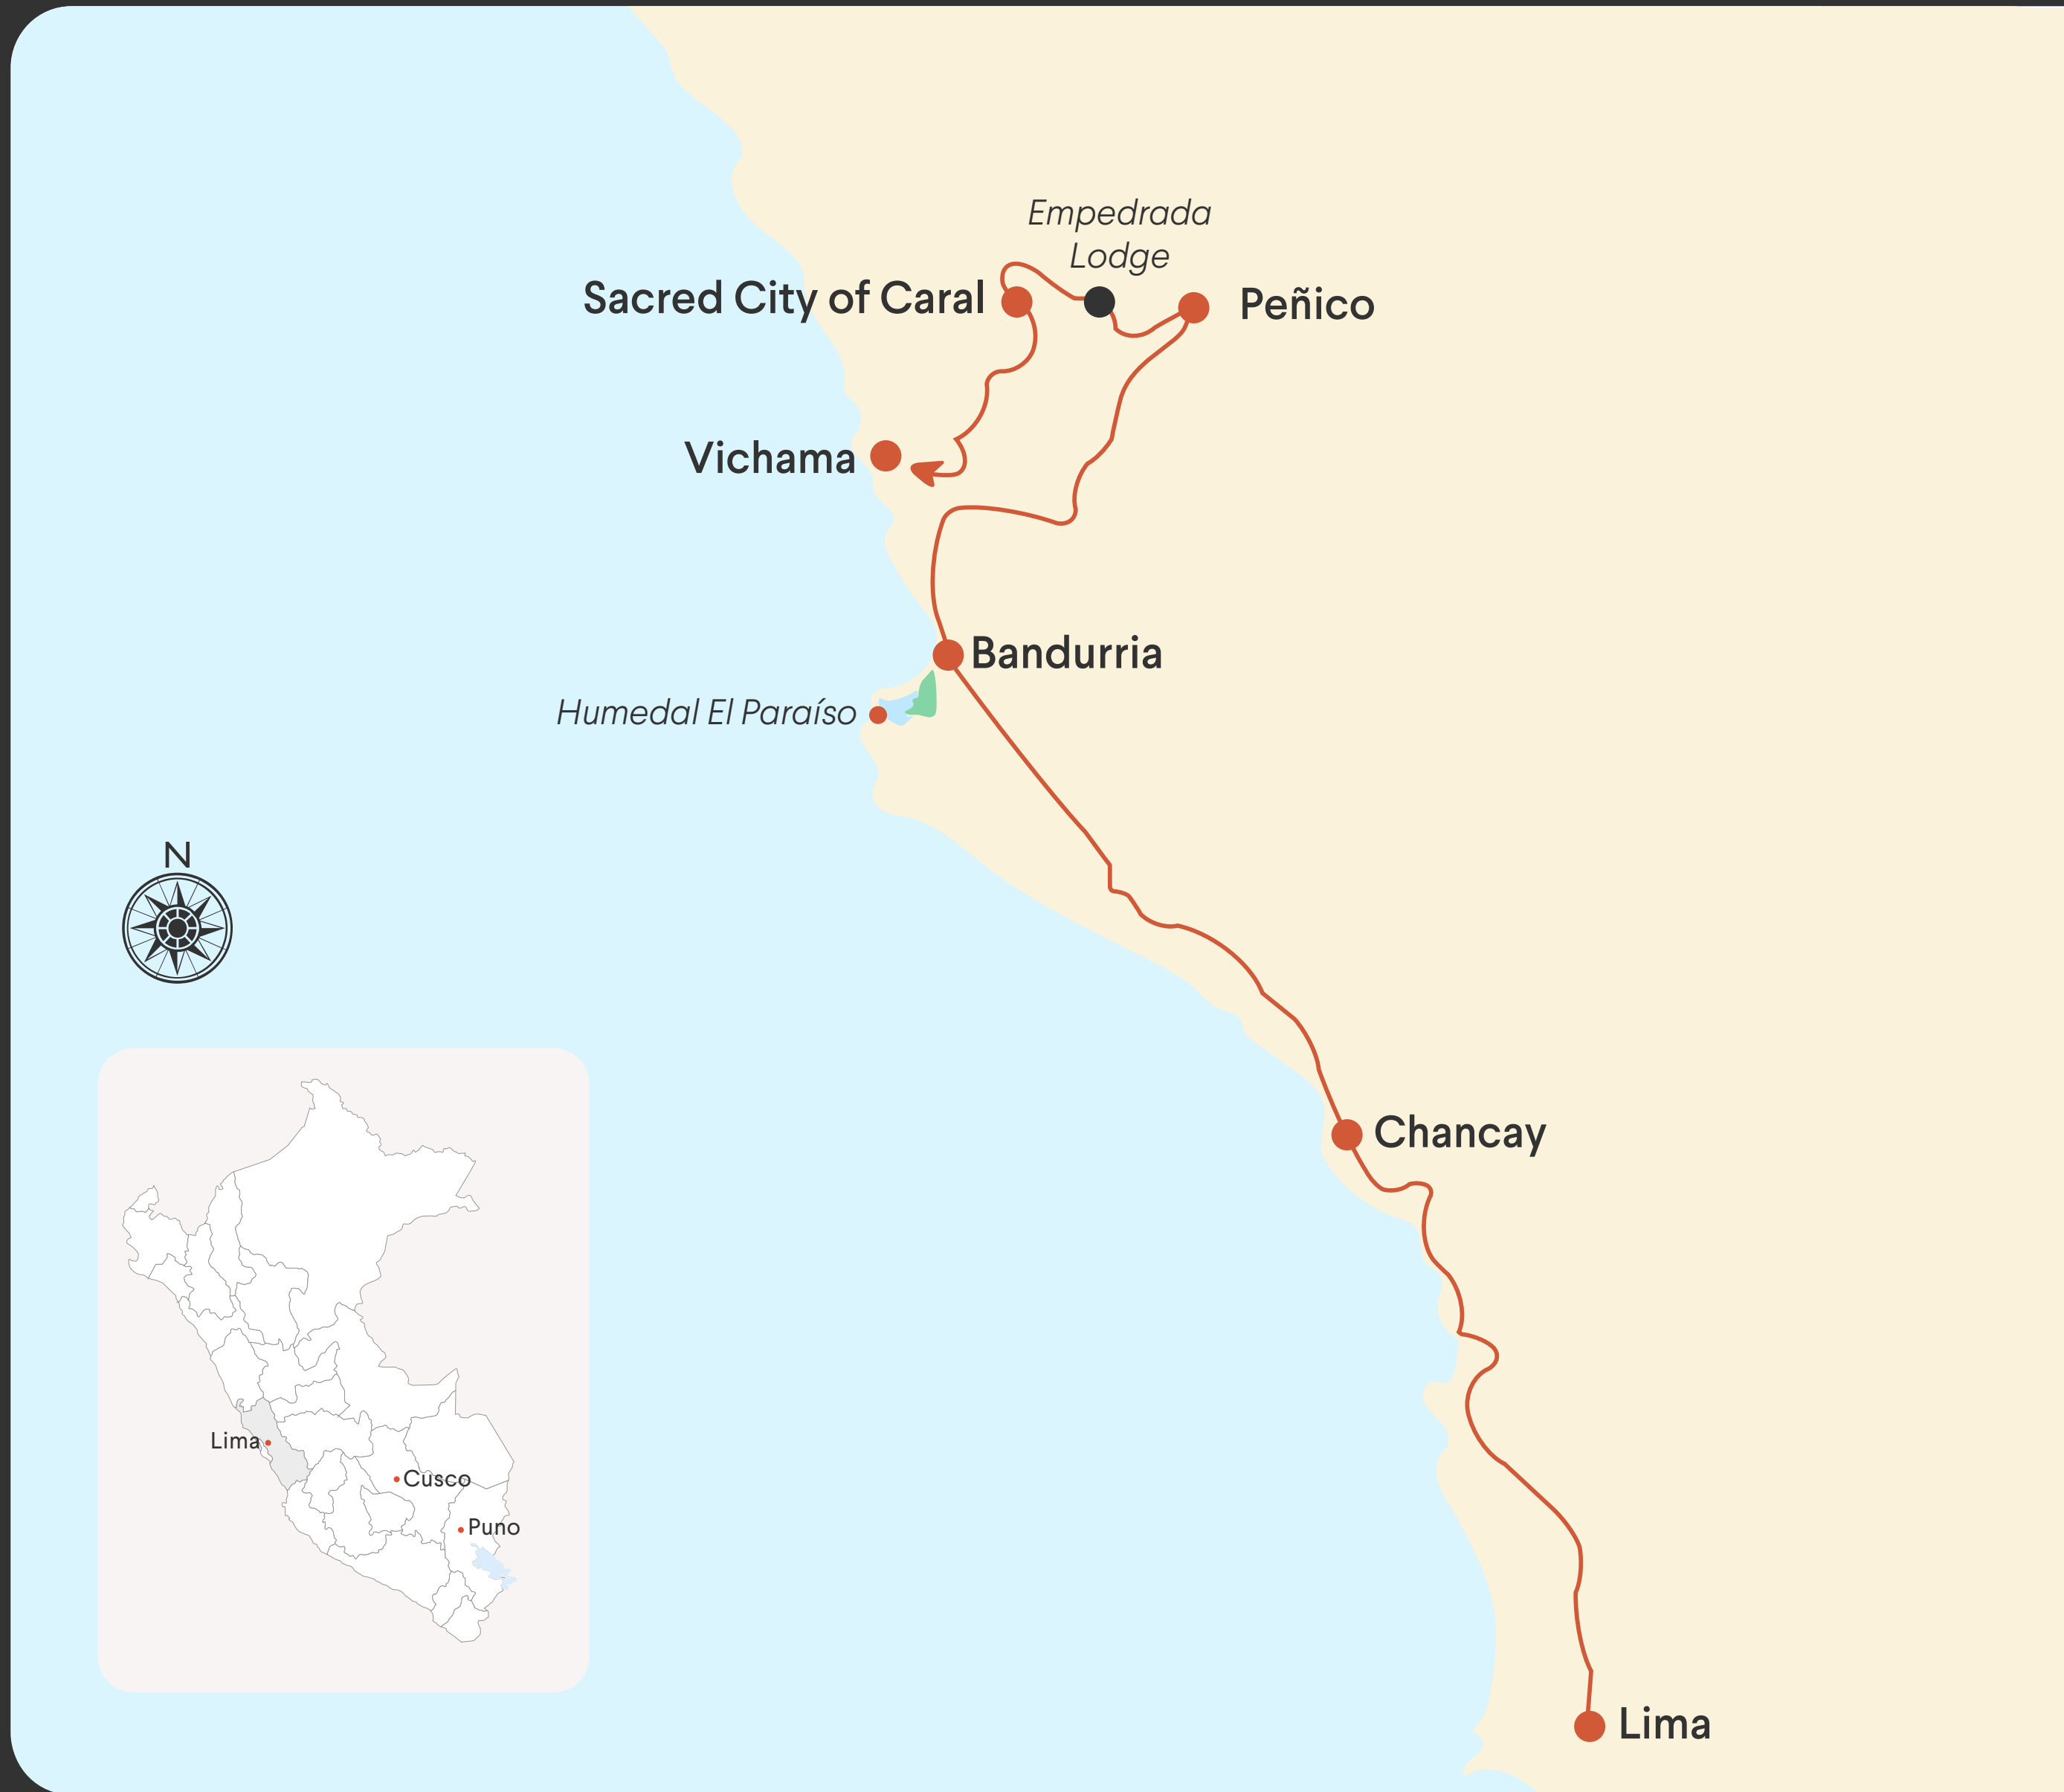 Empedrada
Lodge
Sacred City of Caral
Peñico
Vichama
Bandurria
Humedal El Paraíso
N
Chancay
Lima
Cusco
Puno
Lima